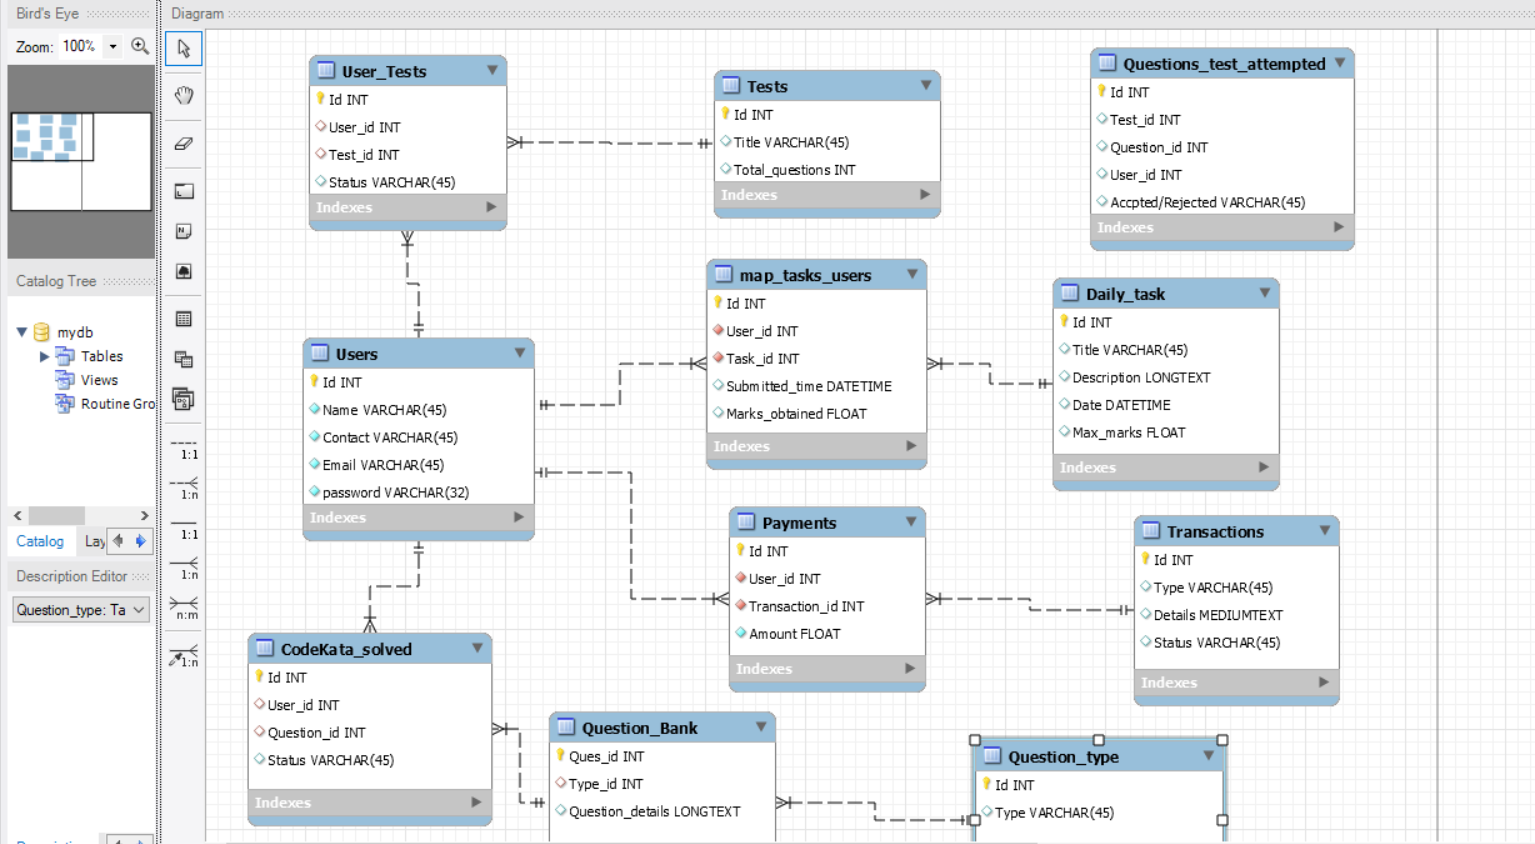 Bird's Eye
Zoom: 100%
Catalog Tree
mydb
Tables
Views
Routine Gro
Catalog
Lay
Description Editor
Question_type: Ta
1:1
1:n
1:1
1:n
n:m
1:n
Diagram
User_Tests
Id INT
User_id INT
Test_id INT
Status VARCHAR(45)
Indexes
Tests
Id INT
Title VARCHAR(45)
Total_questions INT
Indexes
Questions_test_attempted
Id INT
Test_id INT
Question_id INT
User_id INT
Accpted/Rejected VARCHAR(45)
Indexes
Users
Id INT
Name VARCHAR(45)
Contact VARCHAR(45)
Email VARCHAR(45)
password VARCHAR(32)
Indexes
map_tasks_users
Id INT
User_id INT
Task_id INT
Submitted_time DATETIME
Marks_obtained FLOAT
Indexes
Daily_task
Id INT
Title VARCHAR(45)
Description LONGTEXT
Date DATETIME
Max_marks FLOAT
Indexes
Payments
Id INT
User_id INT
Transaction_id INT
Amount FLOAT
Indexes
Transactions
Id INT
Type VARCHAR(45)
Details MEDIUMTEXT
Status VARCHAR(45)
Indexes
CodeKata_solved
Id INT
User_id INT
Question_id INT
Status VARCHAR(45)
Indexes
Question_Bank
Ques_id INT
Type_id INT
Question_details LONGTEXT
Question_type
Id INT
Type VARCHAR(45)